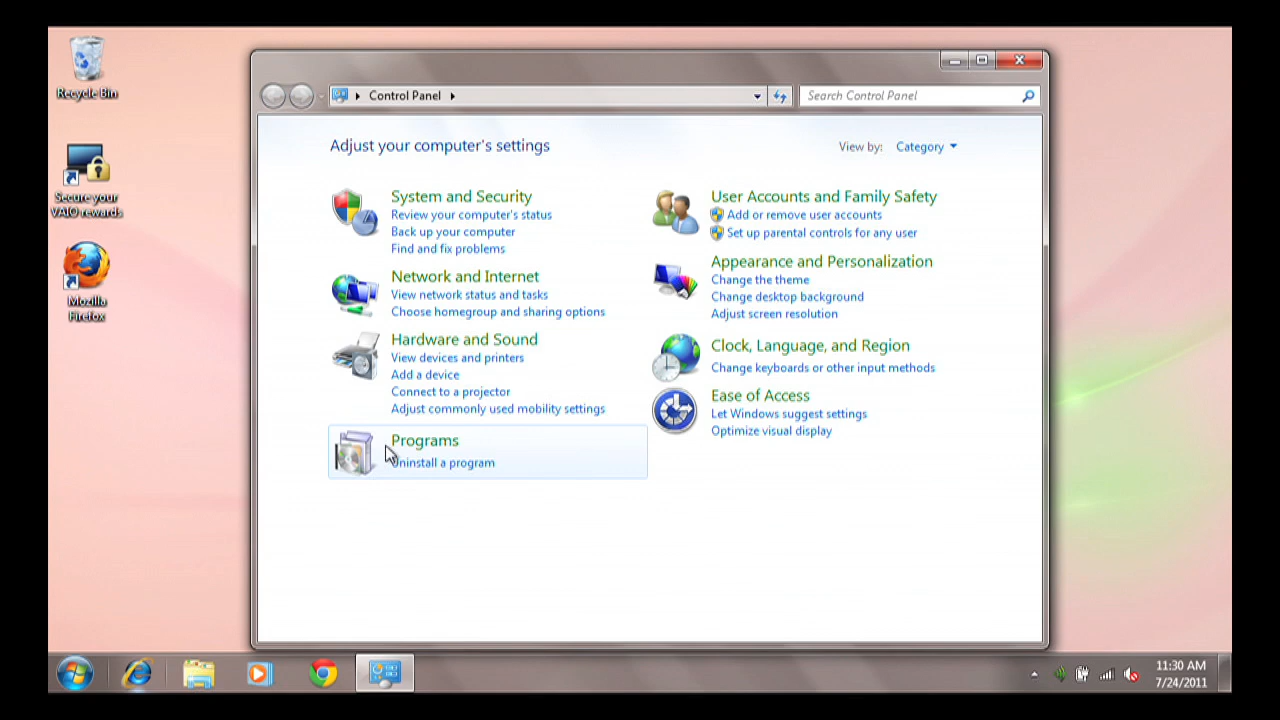 Recycle Bin
Secure your
VAIO rewards
Mozilla
Firefox
Control Panel
Search Control Panel
Adjust your computer's settings
View by: Category
System and Security
Review your computer's status
Back up your computer
Find and fix problems
Network and Internet
View network status and tasks
Choose homegroup and sharing options
Hardware and Sound
View devices and printers
Add a device
Connect to a projector
Adjust commonly used mobility settings
Programs
Uninstall a program
User Accounts and Family Safety
Add or remove user accounts
Set up parental controls for any user
Appearance and Personalization
Change the theme
Change desktop background
Adjust screen resolution
Clock, Language, and Region
Change keyboards or other input methods
Ease of Access
Let Windows suggest settings
Optimize visual display
11:30 AM
7/24/2011